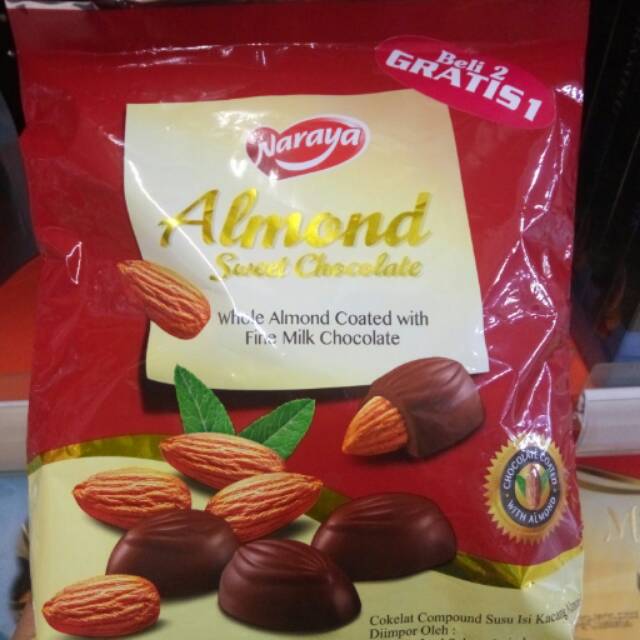 Beli 2
GRATIS 1
Naraya
Almond
Sweet Chocolate
Whole Almond Coated with
Fine Milk Chocolate
CHOCOLATE COATED
WITH ALMOND
Cokelat Compound Susu Isi Kacang
Diimpor Oleh :